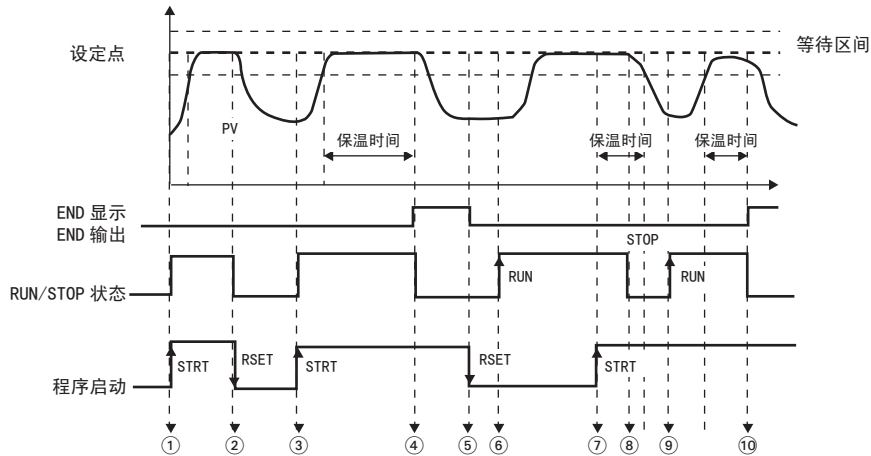 设定点
等待区间
PV
保温时间
保温时间
保温时间
END 显示
END 输出
STOP
RUN
RUN
RUN/STOP 状态
STRT
RSET
STRT
RSET
STRT
程序启动
① ② ③ ④ ⑤ ⑥ ⑦ ⑧ ⑨ ⑩